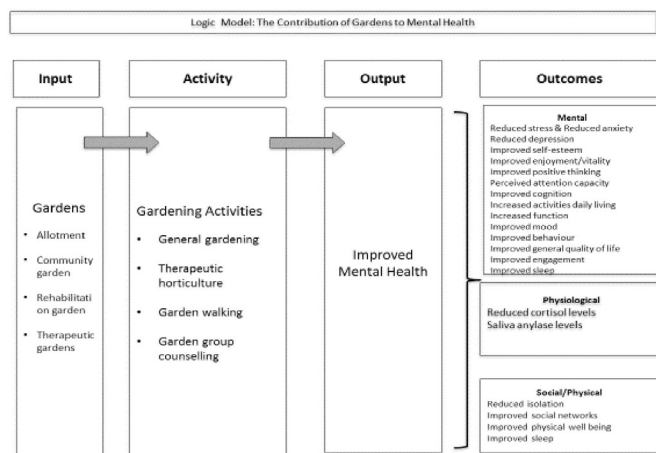 Logic Model: The Contribution of Gardens to Mental Health
Input
Activity
Output
Outcomes
Gardens
• Allotment
• Community
garden
• Rehabilitati
on garden
• Therapeutic
gardens
Gardening Activities
• General gardening
• Therapeutic
horticulture
• Garden walking
• Garden group
counselling
Improved
Mental Health
Mental
Reduced stress & Reduced anxiety
Reduced depression
Improved self-esteem
Improved enjoyment/vitality
Improved positive thinking
Perceived attention capacity
Improved cognition
Increased activities daily living
Increased function
Improved mood
Improved behaviour
Improved general quality of life
Improved engagement
Improved sleep
Physiological
Reduced cortisol levels
Saliva anylase levels
Social/Physical
Reduced isolation
Improved social networks
Improved physical well being
Improved sleep